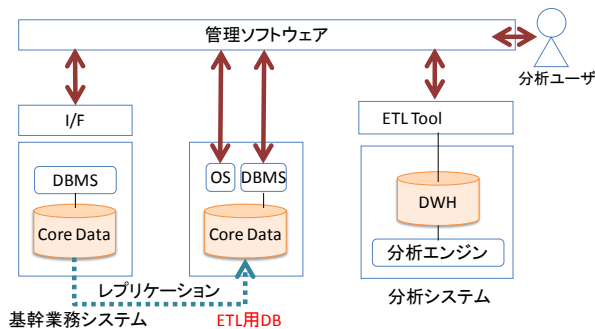 管理ソフトウェア
分析ユーザ
I/F
ETL Tool
DBMS
OS
DBMS
DWH
Core Data
Core Data
分析エンジン
レプリケーション
基幹業務システム
ETL用DB
分析システム